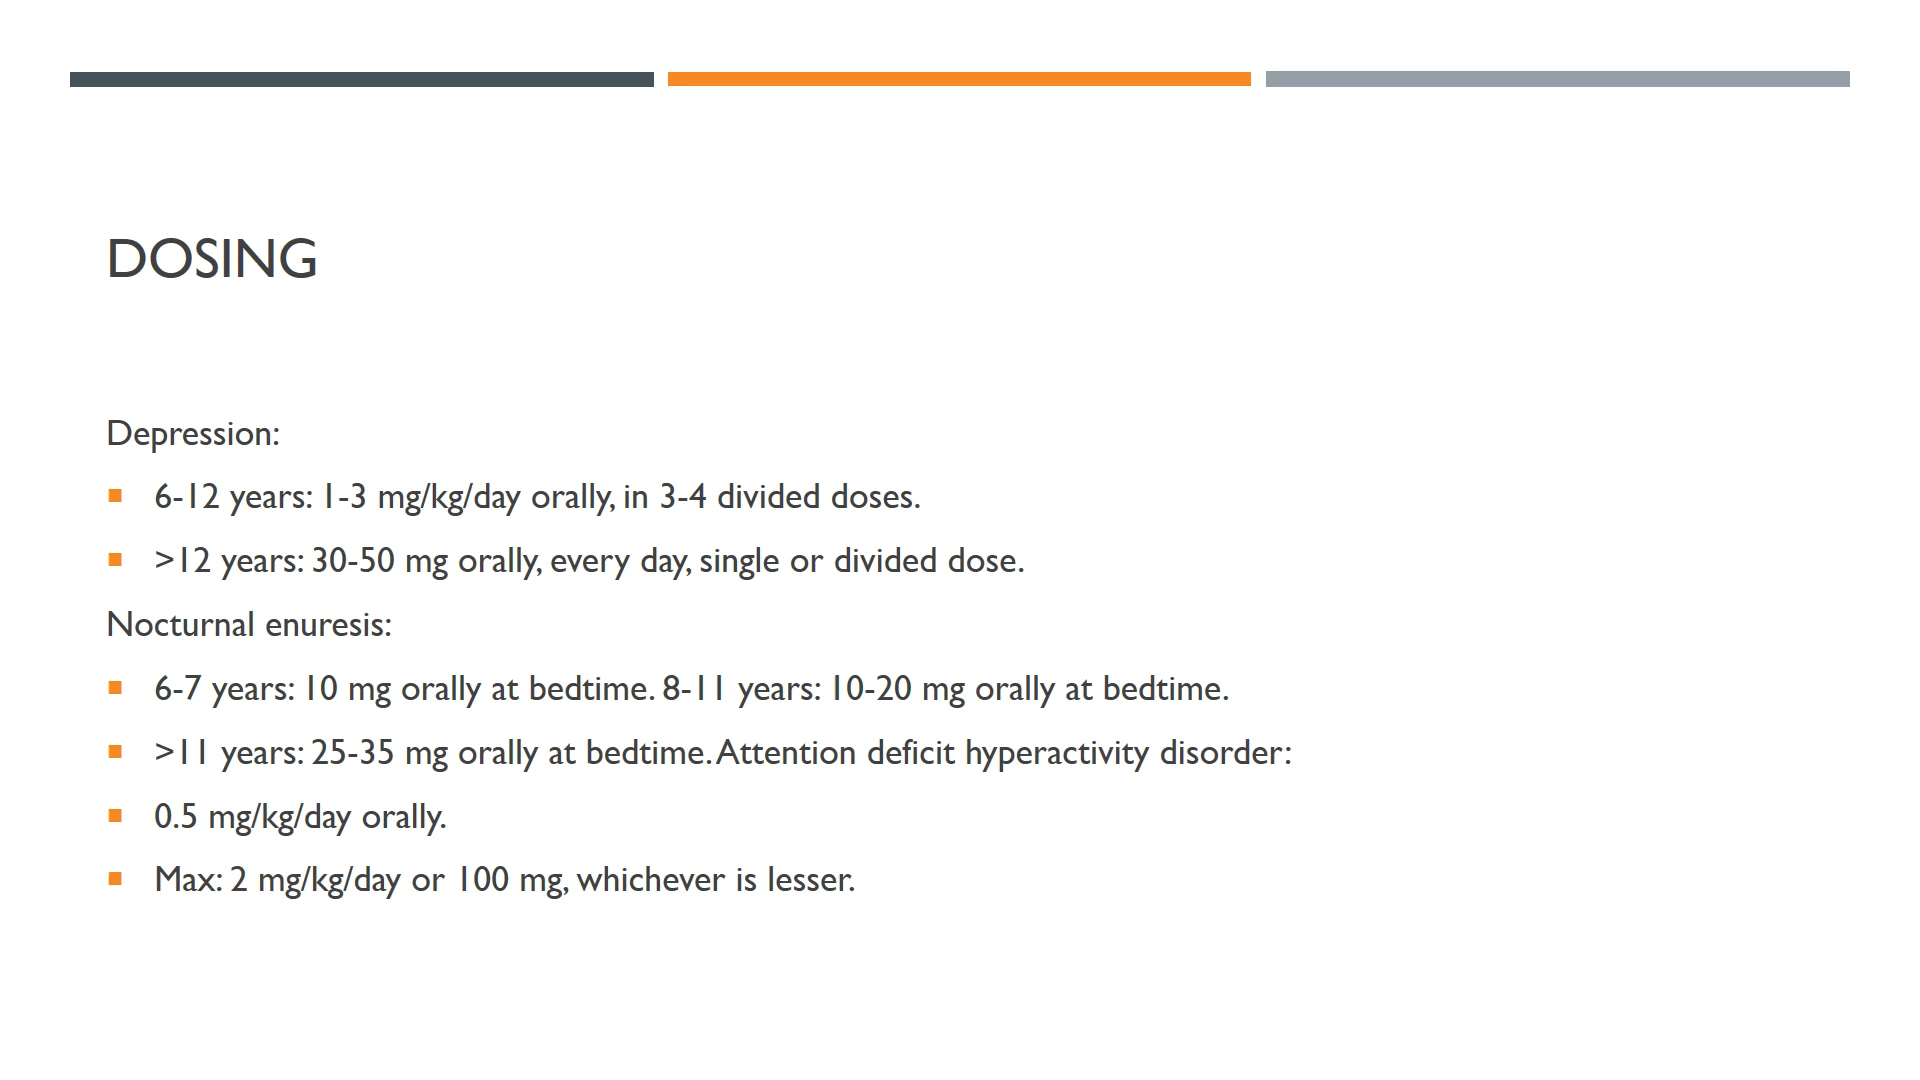 DOSING
Depression:
6-12 years: 1-3 mg/kg/day orally, in 3-4 divided doses.
>12 years: 30-50 mg orally, every day, single or divided dose.
Nocturnal enuresis:
6-7 years: 10 mg orally at bedtime. 8-11 years: 10-20 mg orally at bedtime.
>11 years: 25-35 mg orally at bedtime. Attention deficit hyperactivity disorder:
0.5 mg/kg/day orally.
Max: 2 mg/kg/day or 100 mg, whichever is lesser.